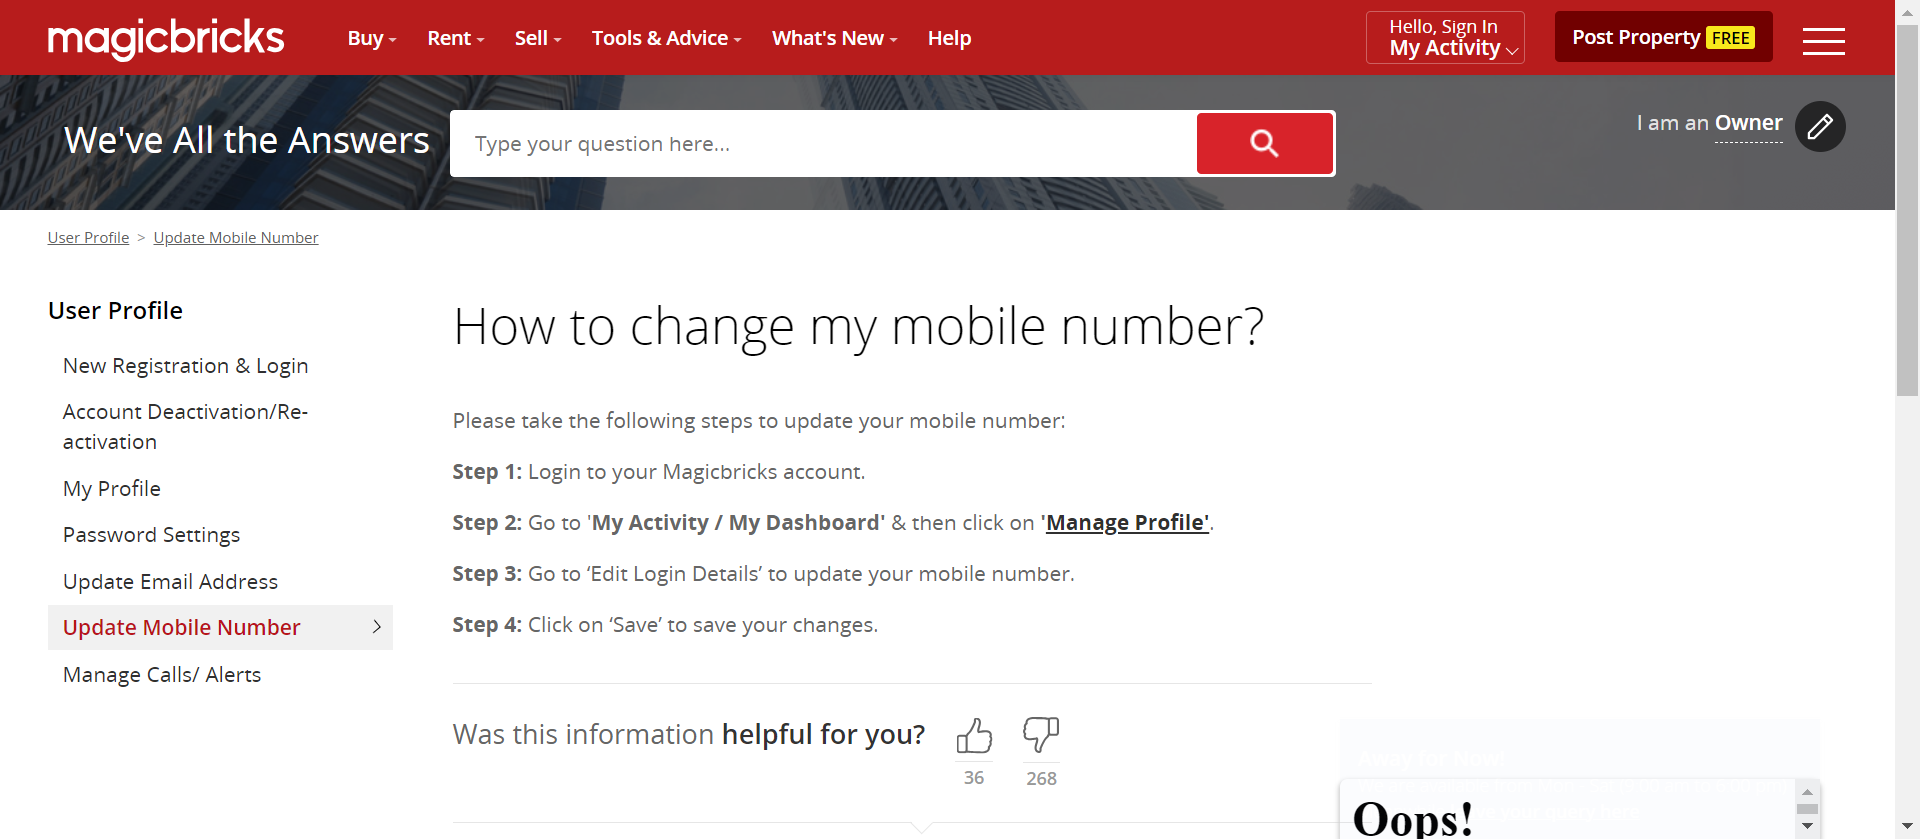 magicbricks
Buy Rent Sell Tools & Advice What's New Help
Hello, Sign In
My Activity
Post Property FREE
We've All the Answers
Type your question here...
I am an Owner
User Profile > Update Mobile Number
User Profile
New Registration & Login
Account Deactivation/Re-
activation
My Profile
Password Settings
Update Email Address
Update Mobile Number
Manage Calls/ Alerts
How to change my mobile number?
Please take the following steps to update your mobile number:
Step 1: Login to your Magicbricks account.
Step 2: Go to 'My Activity / My Dashboard' & then click on 'Manage Profile'.
Step 3: Go to ‘Edit Login Details’ to update your mobile number.
Step 4: Click on ‘Save’ to save your changes.
Was this information helpful for you?
36
268
Oops!